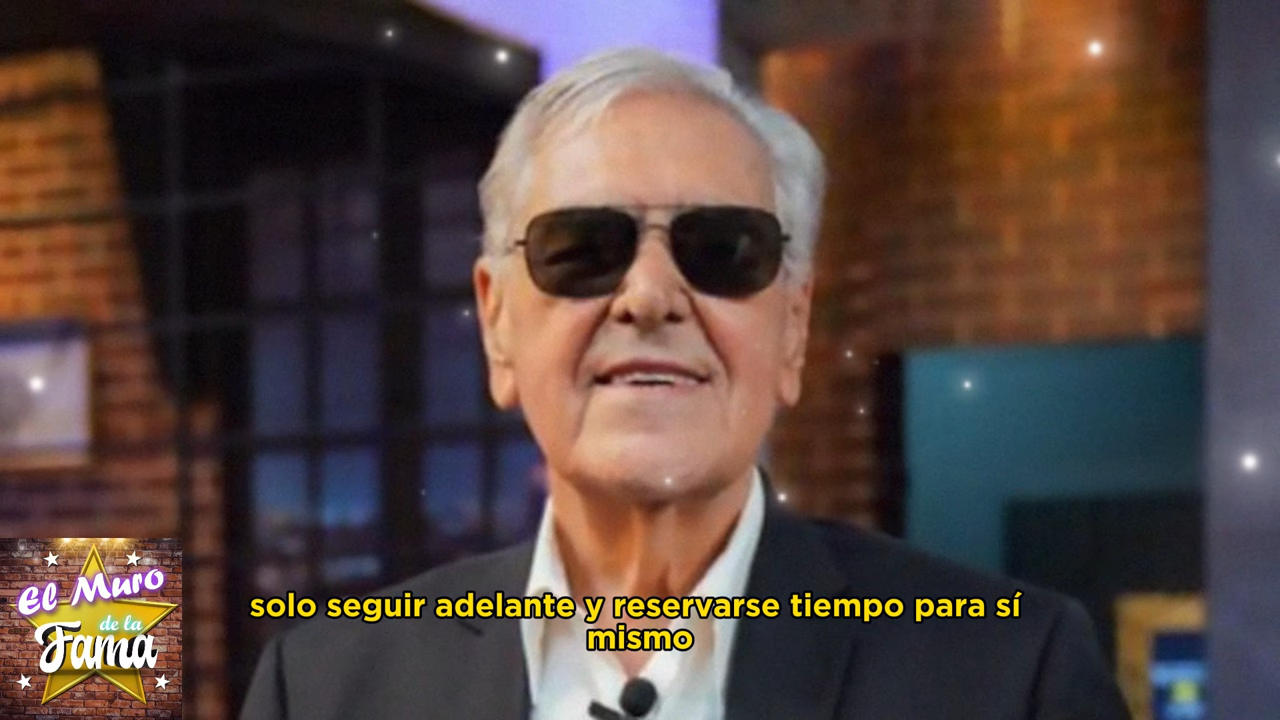 solo seguir adelante y reservarse tiempo para sí
mismo
El Muro
de la
Fama